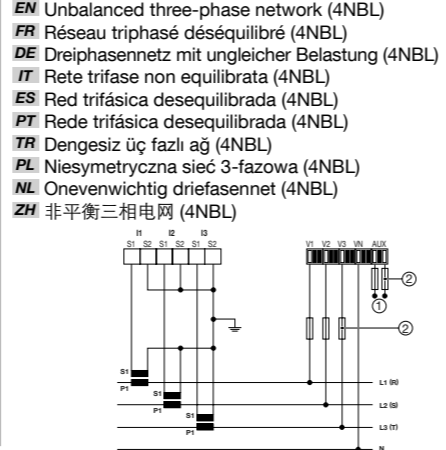 EN Unbalanced three-phase network (4NBL)
FR Réseau triphasé déséquilibré (4NBL)
DE Dreiphasennetz mit ungleicher Belastung (4NBL)
IT Rete trifase non equilibrata (4NBL)
ES Red trifásica desequilibrada (4NBL)
PT Rede trifásica desequilibrada (4NBL)
TR Dengesiz üç fazlı ağ (4NBL)
PL Niesymetryczna sieć 3-fazowa (4NBL)
NL Onevenwichtig driefasennet (4NBL)
ZH 非平衡三相电网 (4NBL)
I1 I2 I3
S1 S2 S1 S2 S1 S2 V1 V2 V3 VN AUX
2
1
2
S1
P1 L1 (R)
S1
P1 L2 (S)
S1
P1 L3 (T)
N